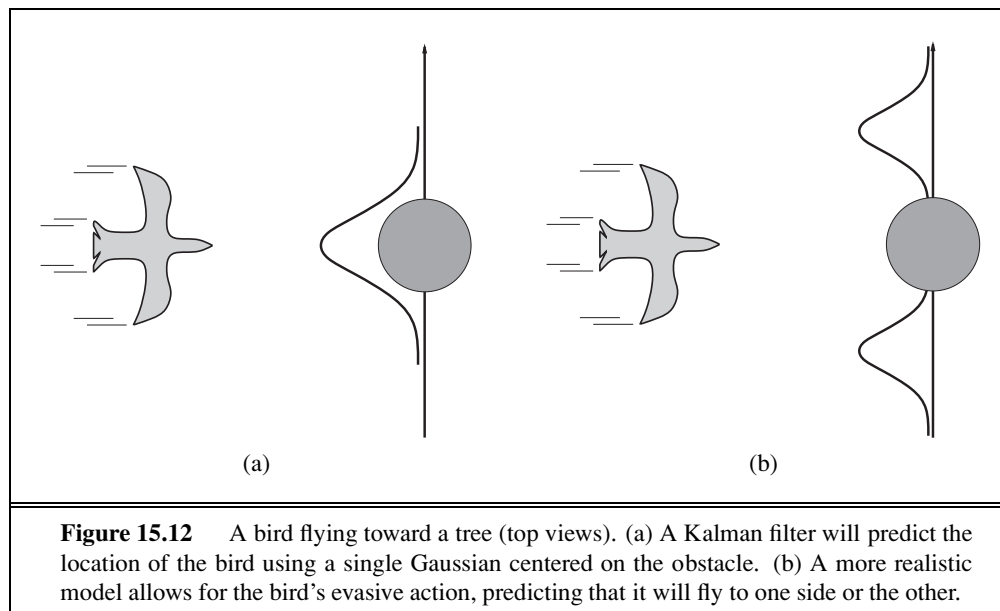 (a)
(b)
Figure 15.12 A bird flying toward a tree (top views). (a) A Kalman filter will predict the
location of the bird using a single Gaussian centered on the obstacle. (b) A more realistic
model allows for the bird's evasive action, predicting that it will fly to one side or the other.